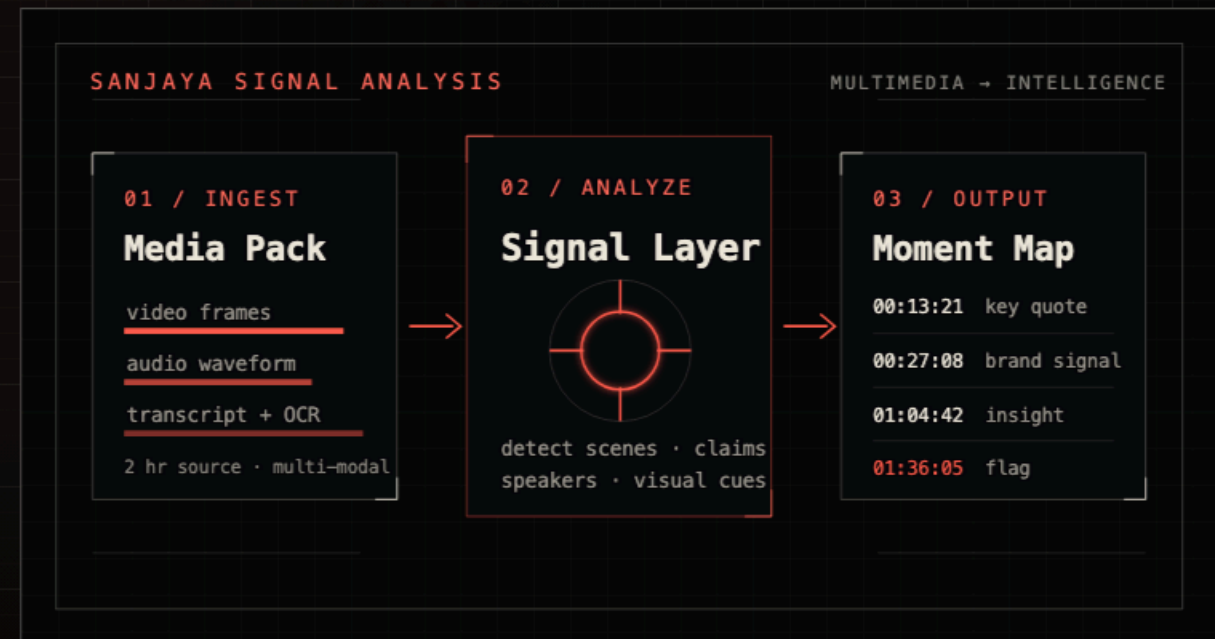 SANJAYA SIGNAL ANALYSIS
MULTIMEDIA → INTELLIGENCE
01 / INGEST
Media Pack
video frames
audio waveform
transcript + OCR
2 hr source · multi-modal
02 / ANALYZE
Signal Layer
detect scenes · claims
speakers · visual cues
03 / OUTPUT
Moment Map
00:13:21 key quote
00:27:08 brand signal
01:04:42 insight
01:36:05 flag